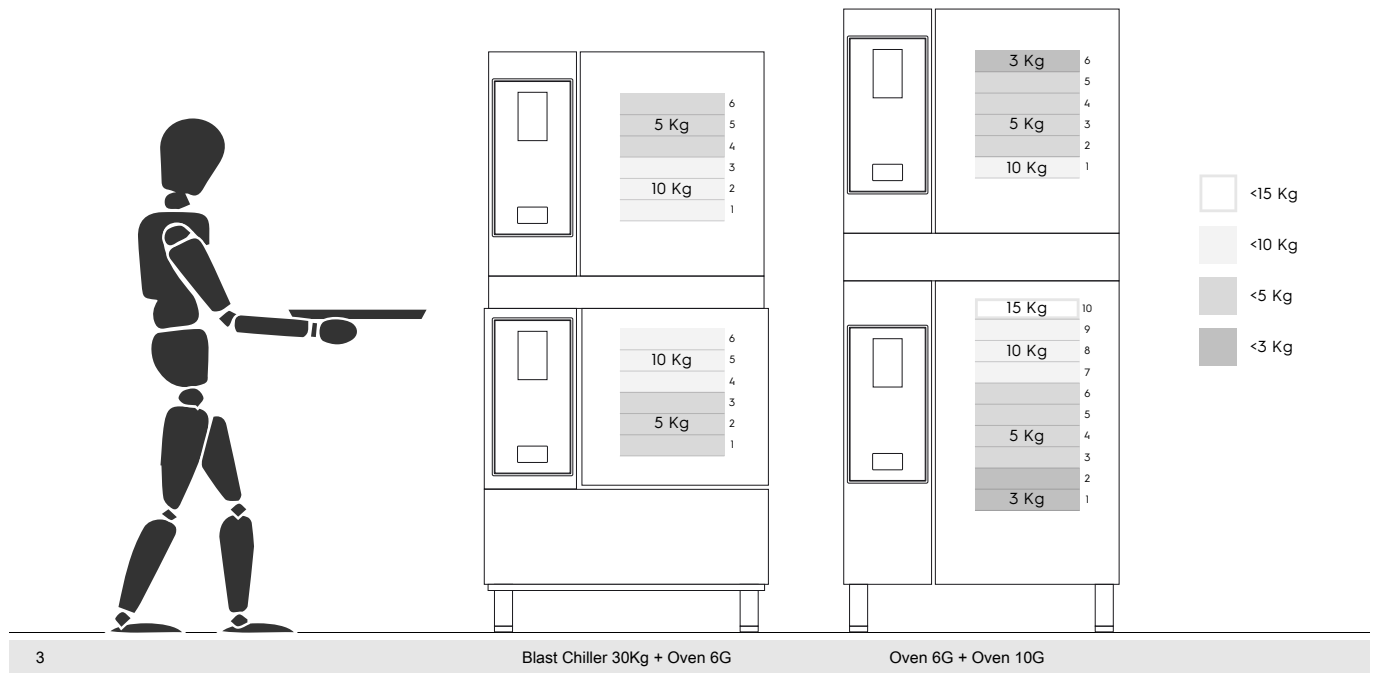 6
5 Kg 5
4
3
10 Kg 2
1
6
10 Kg 5
4
3
5 Kg 2
1
3 Kg 6
5
4
5 Kg 3
2
10 Kg 1
15 Kg 10
9
10 Kg 8
7
6
5
5 Kg 4
3
2
3 Kg 1
<15 Kg
<10 Kg
<5 Kg
<3 Kg
3 Blast Chiller 30Kg + Oven 6G Oven 6G + Oven 10G